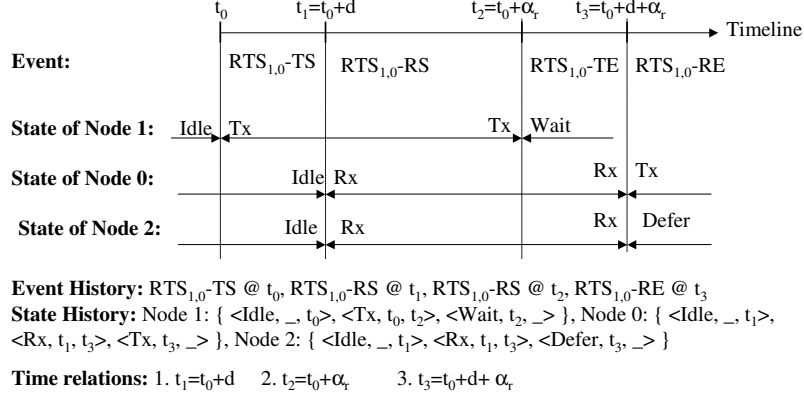 t₀ t₁=t₀+d t₂=t₀+αᵣ t₃=t₀+d+αᵣ
Timeline
Event: RTS₁,₀-TS RTS₁,₀-RS RTS₁,₀-TE RTS₁,₀-RE
State of Node 1: Idle Tx Tx Wait
State of Node 0: Idle Rx Rx Tx
State of Node 2: Idle Rx Rx Defer
Event History: RTS₁,₀-TS @ t₀, RTS₁,₀-RS @ t₁, RTS₁,₀-RS @ t₂, RTS₁,₀-RE @ t₃
State History: Node 1: { <Idle, _, t₀>, <Tx, t₀, t₂>, <Wait, t₂, _> }, Node 0: { <Idle, _, t₁>,
<Rx, t₁, t₃>, <Tx, t₃, _> }, Node 2: { <Idle, _, t₁>, <Rx, t₁, t₃>, <Defer, t₃, _> }
Time relations: 1. t₁=t₀+d 2. t₂=t₀+αᵣ 3. t₃=t₀+d+ αᵣ